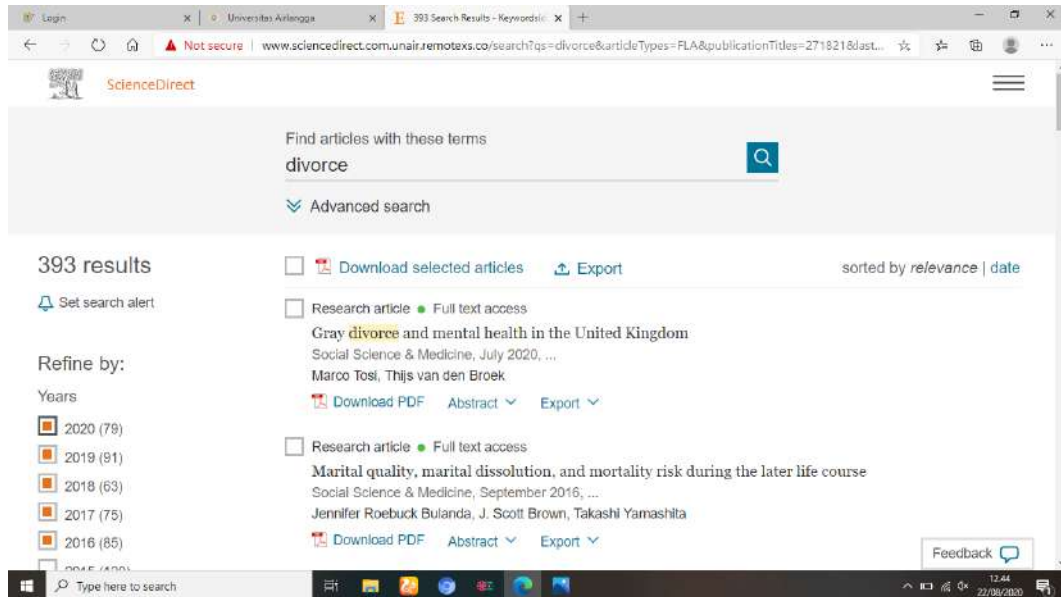 Login
Universitas Airlangga
393 Search Results - Keywords(
Not secure | www.sciencedirect.com.unair.remotexs.co/search?qs=divorce&articleTypes=FLA&publicationTitles=271821&last...
ScienceDirect
Find articles with these terms
divorce
Advanced search
393 results
Download selected articles
Export
sorted by relevance | date
Set search alert
Research article • Full text access
Gray divorce and mental health in the United Kingdom
Social Science & Medicine, July 2020, ...
Marco Tosi, Thijs van den Broek
Download PDF Abstract Export
Refine by:
Years
2020 (79)
2019 (91)
2018 (63)
2017 (75)
2016 (85)
Research article • Full text access
Marital quality, marital dissolution, and mortality risk during the later life course
Social Science & Medicine, September 2016, ...
Jennifer Roebuck Bulanda, J. Scott Brown, Takashi Yamashita
Download PDF Abstract Export
Feedback
Type here to search
12.44
22/08/2020